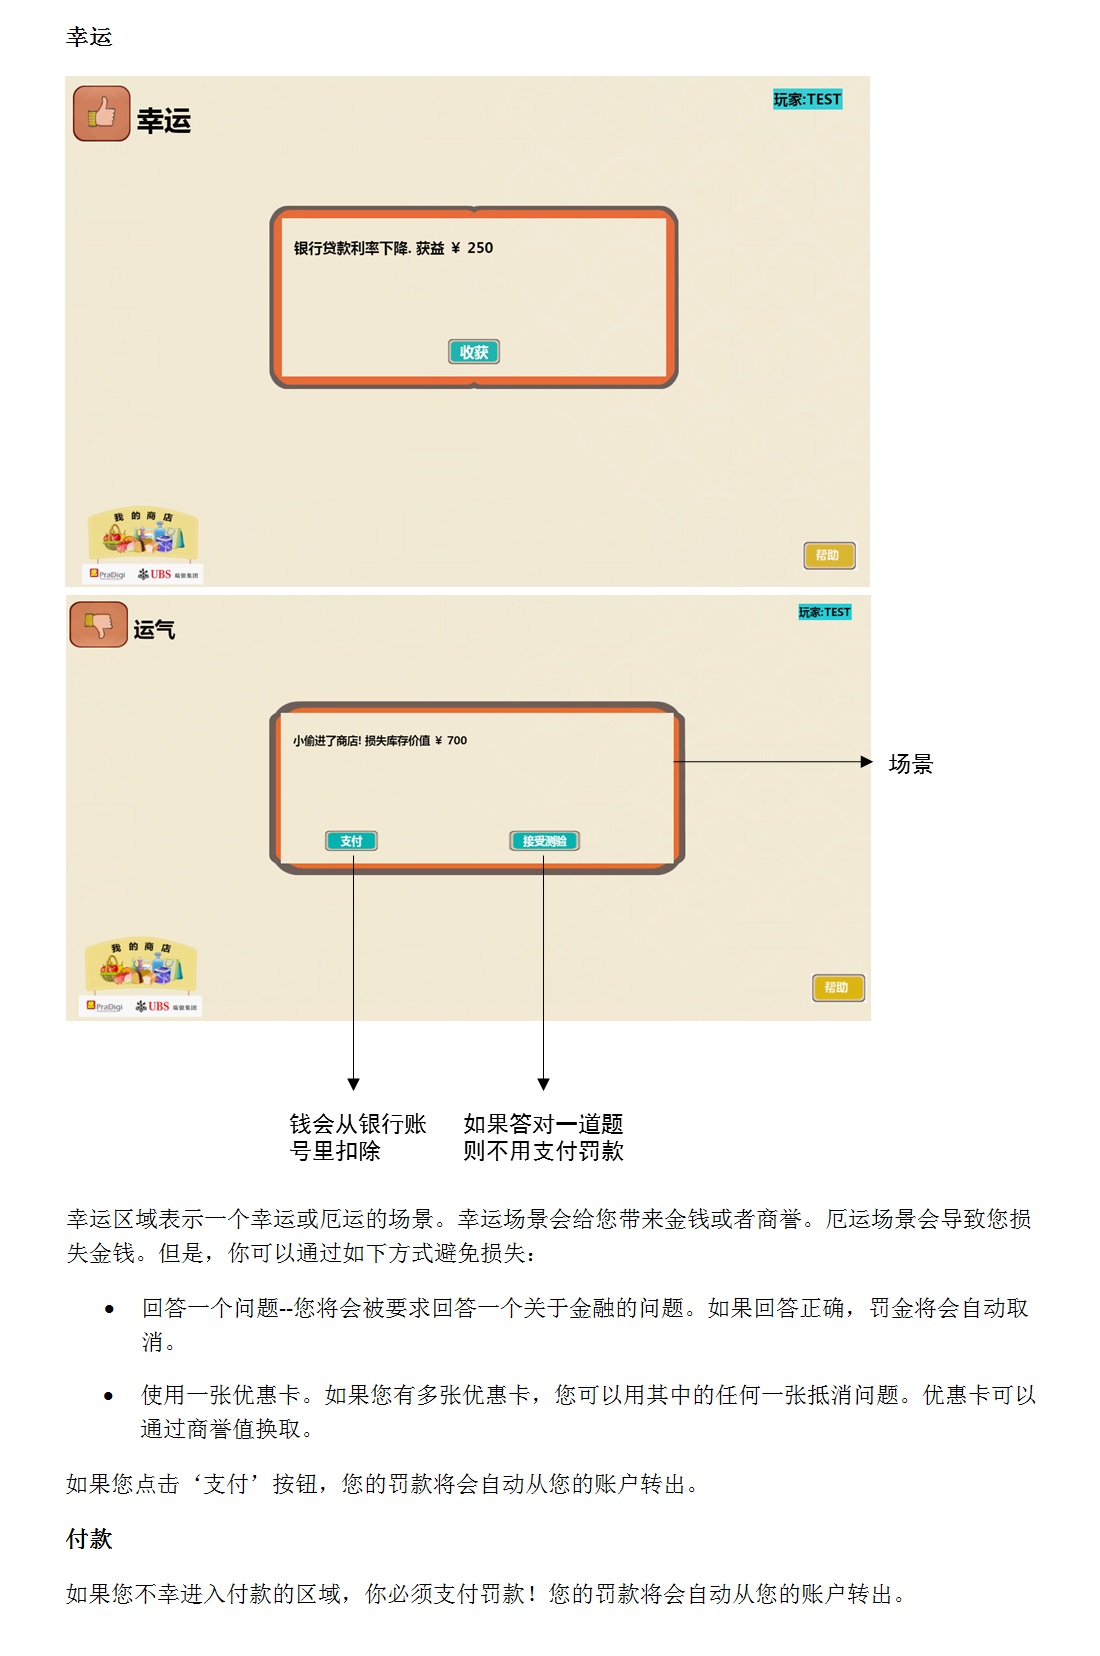 幸运
幸运
玩家:TEST
银行贷款利率下降. 获益 ¥ 250
收获
我的商店
PraDigi
UBS 瑞银集团
帮助
运气
玩家:TEST
小偷进了商店! 损失库存价值 ¥ 700
场景
支付
接受测验
我的商店
PraDigi
UBS 瑞银集团
帮助
钱会从银行账
号里扣除
如果答对一道题
则不用支付罚款
幸运区域表示一个幸运或厄运的场景。幸运场景会给您带来金钱或者商誉。厄运场景会导致您损
失金钱。但是，你可以通过如下方式避免损失：
• 回答一个问题--您将会被要求回答一个关于金融的问题。如果回答正确，罚金将会自动取
消。
• 使用一张优惠卡。如果您有多张优惠卡，您可以用其中的任何一张抵消问题。优惠卡可以
通过商誉值换取。
如果您点击‘支付’按钮，您的罚款将会自动从您的账户转出。
付款
如果您不幸进入付款的区域，你必须支付罚款！您的罚款将会自动从您的账户转出。